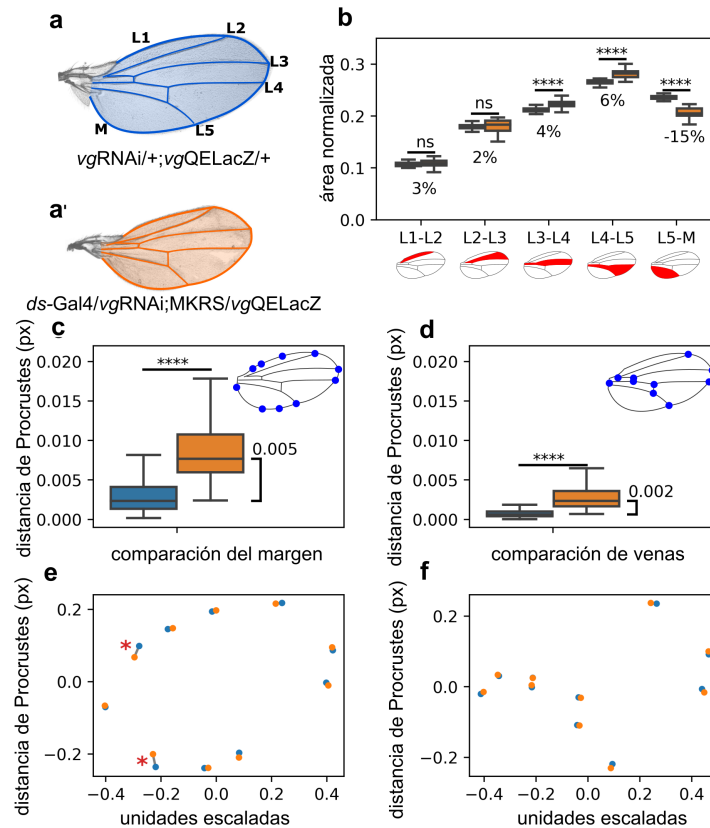 a
L1
L2
L3
L4
L5
M
vgRNAi/+;vgQELacZ/+
a'
ds-Gal4/vgRNAi;MKRS/vgQELacZ
b
área normalizada
0.3
0.2
0.1
0.0
ns
3%
ns
2%
****
4%
****
6%
****
-15%
L1-L2
L2-L3
L3-L4
L4-L5
L5-M
c
distancia de Procrustes (px)
0.020
0.015
0.010
0.005
0.000
****
0.005
comparación del margen
d
distancia de Procrustes (px)
0.020
0.015
0.010
0.005
0.000
****
0.002
comparación de venas
e
distancia de Procrustes (px)
0.2
0.0
−0.2
*
*
−0.4
−0.2
0.0
0.2
0.4
unidades escaladas
f
distancia de Procrustes (px)
0.2
0.0
−0.2
−0.4
−0.2
0.0
0.2
0.4
unidades escaladas